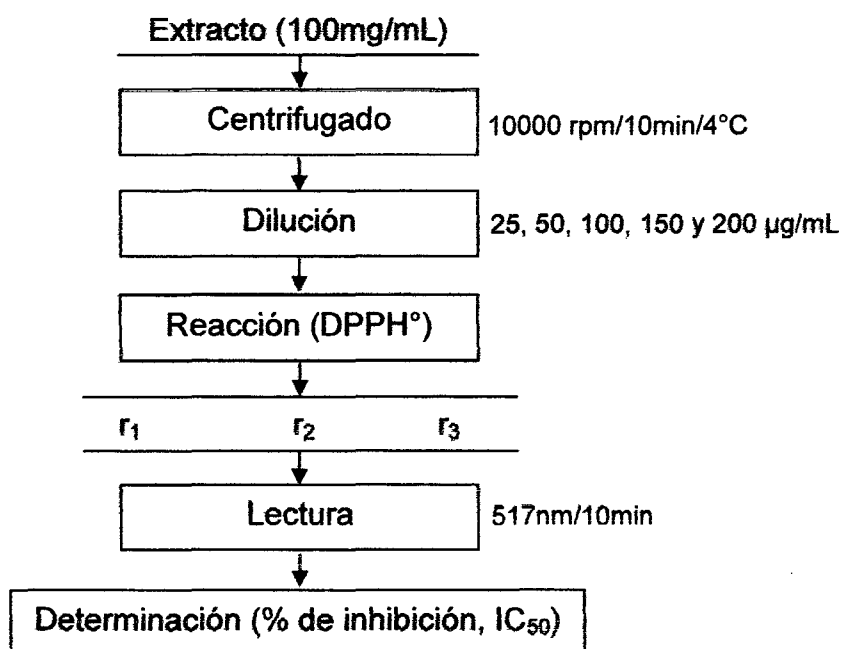 Extracto (100mg/mL)
Centrifugado
10000 rpm/10min/4°C
Dilución
25, 50, 100, 150 y 200 µg/mL
Reacción (DPPH°)
r₁ r₂ r₃
Lectura
517nm/10min
Determinación (% de inhibición, IC₅₀)